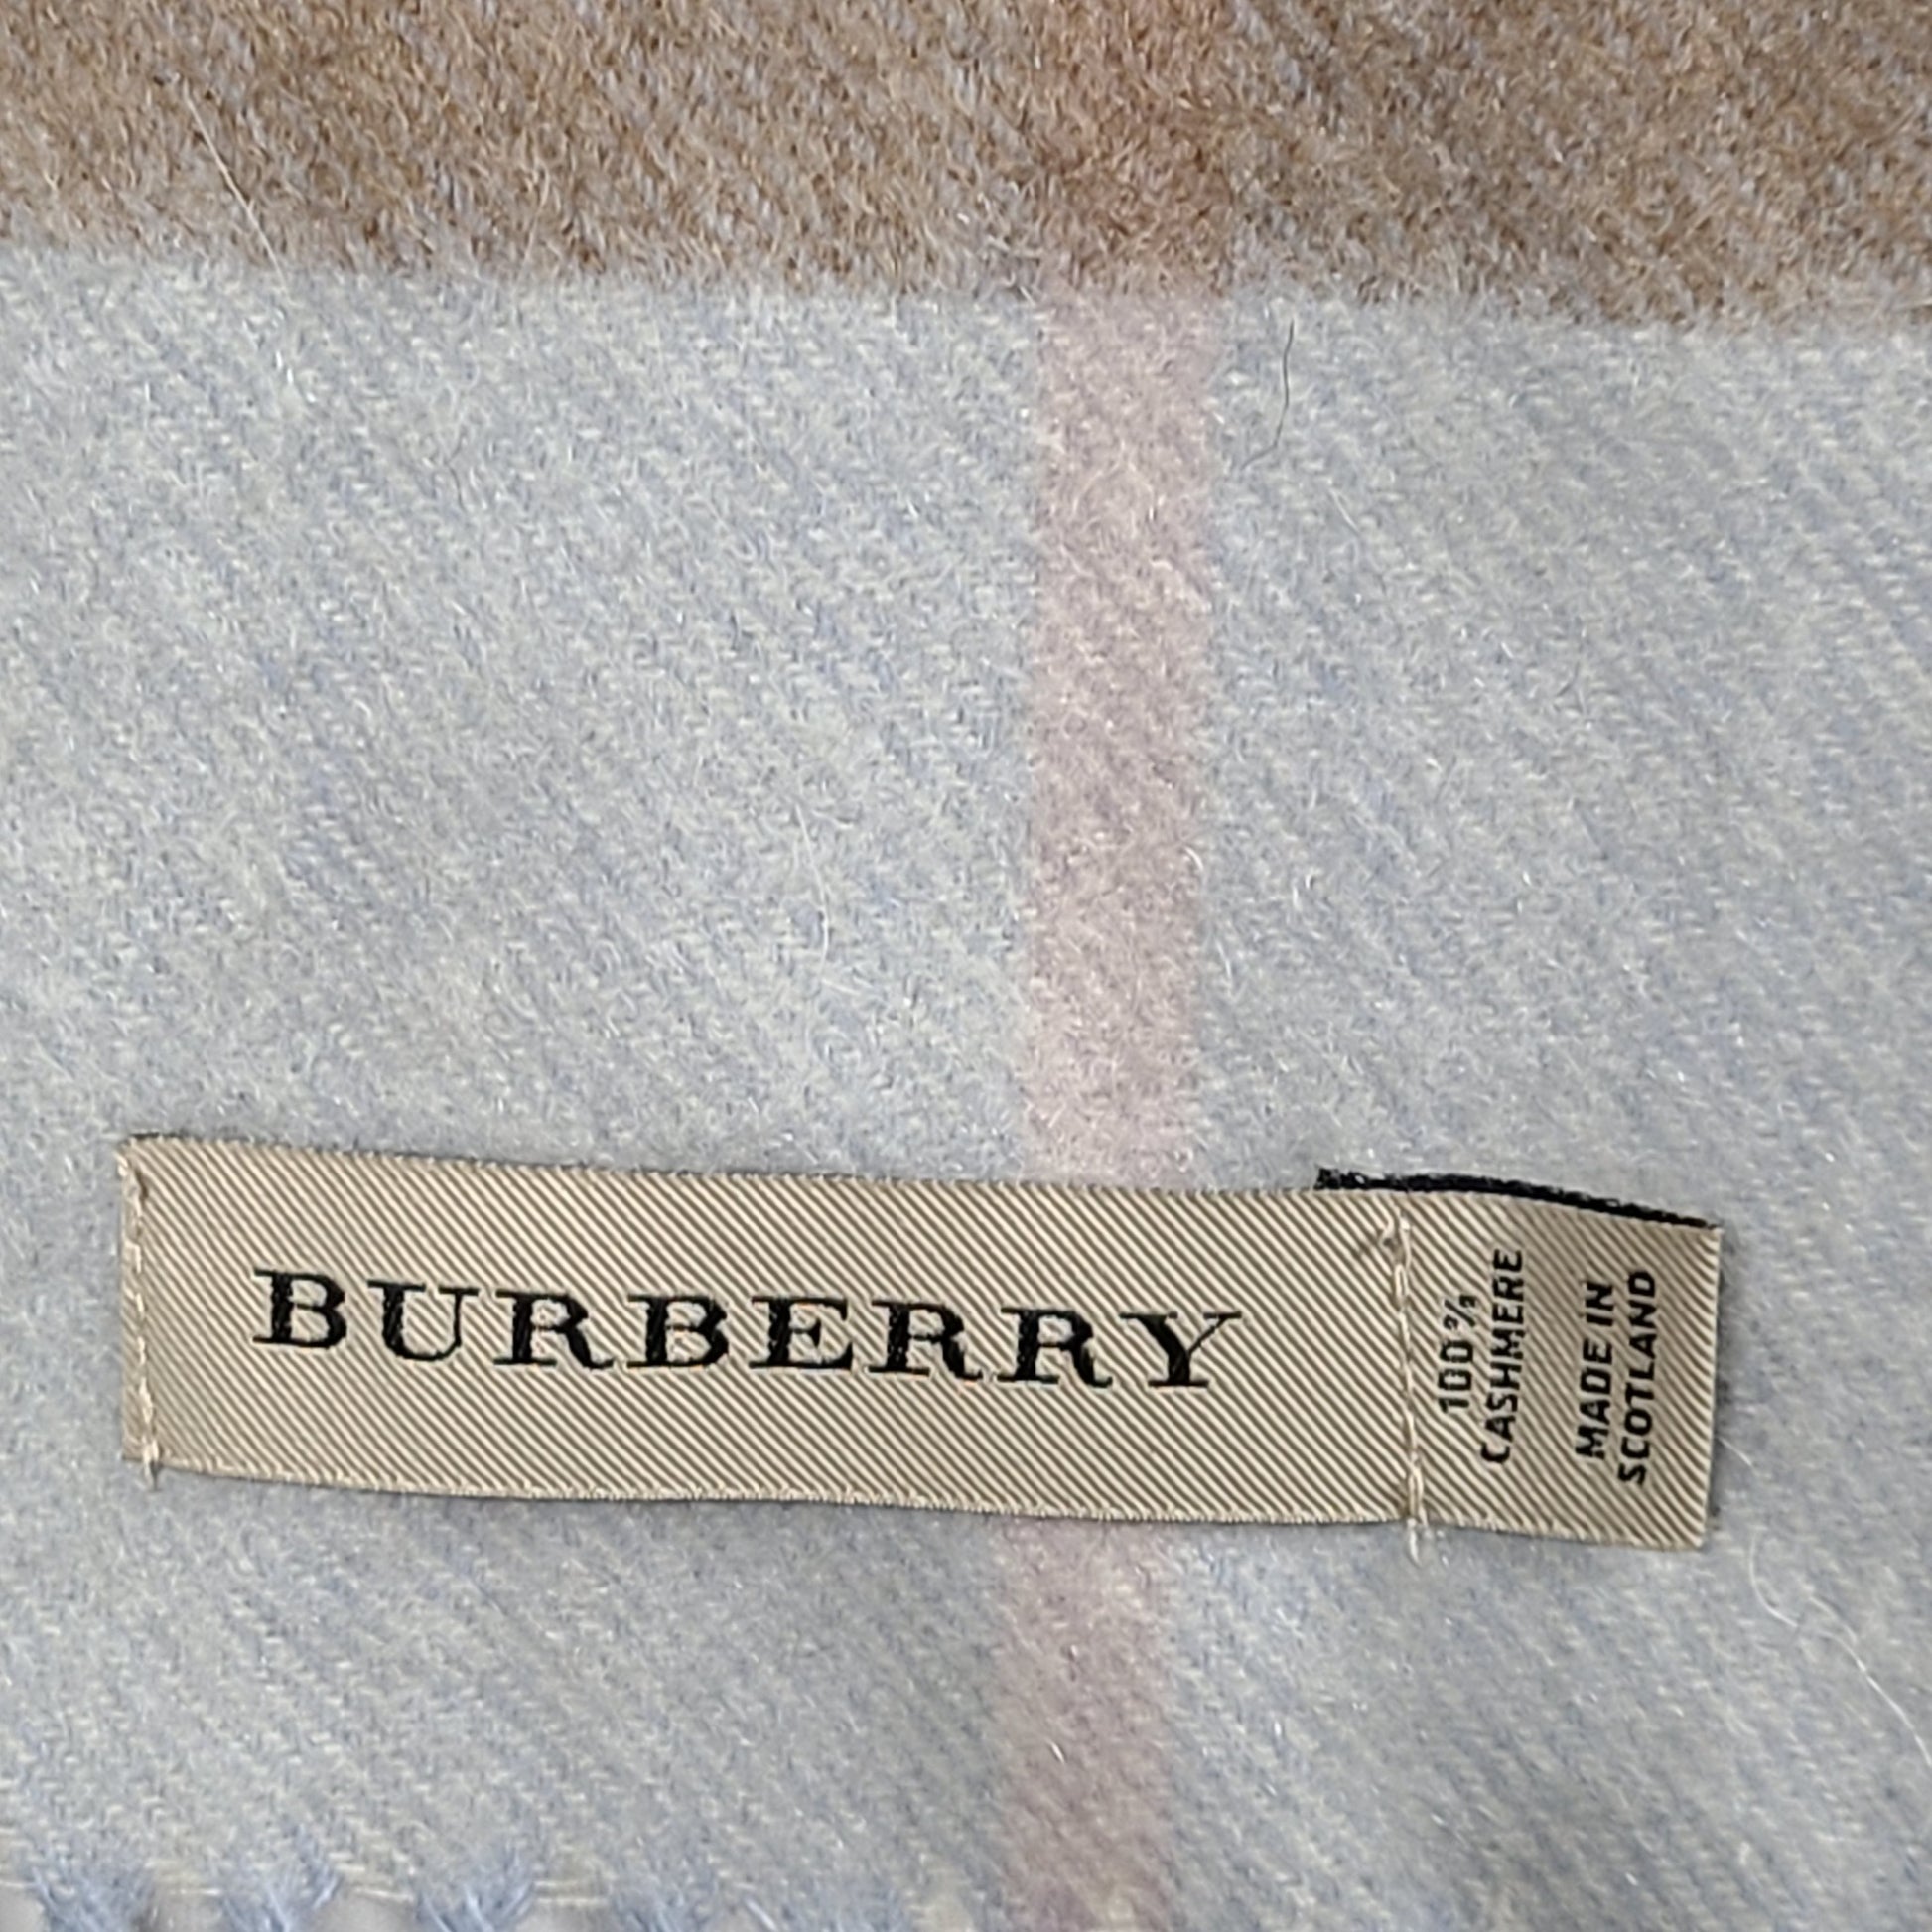 BURBERRY
100%
CASHMERE
MADE IN
SCOTLAND